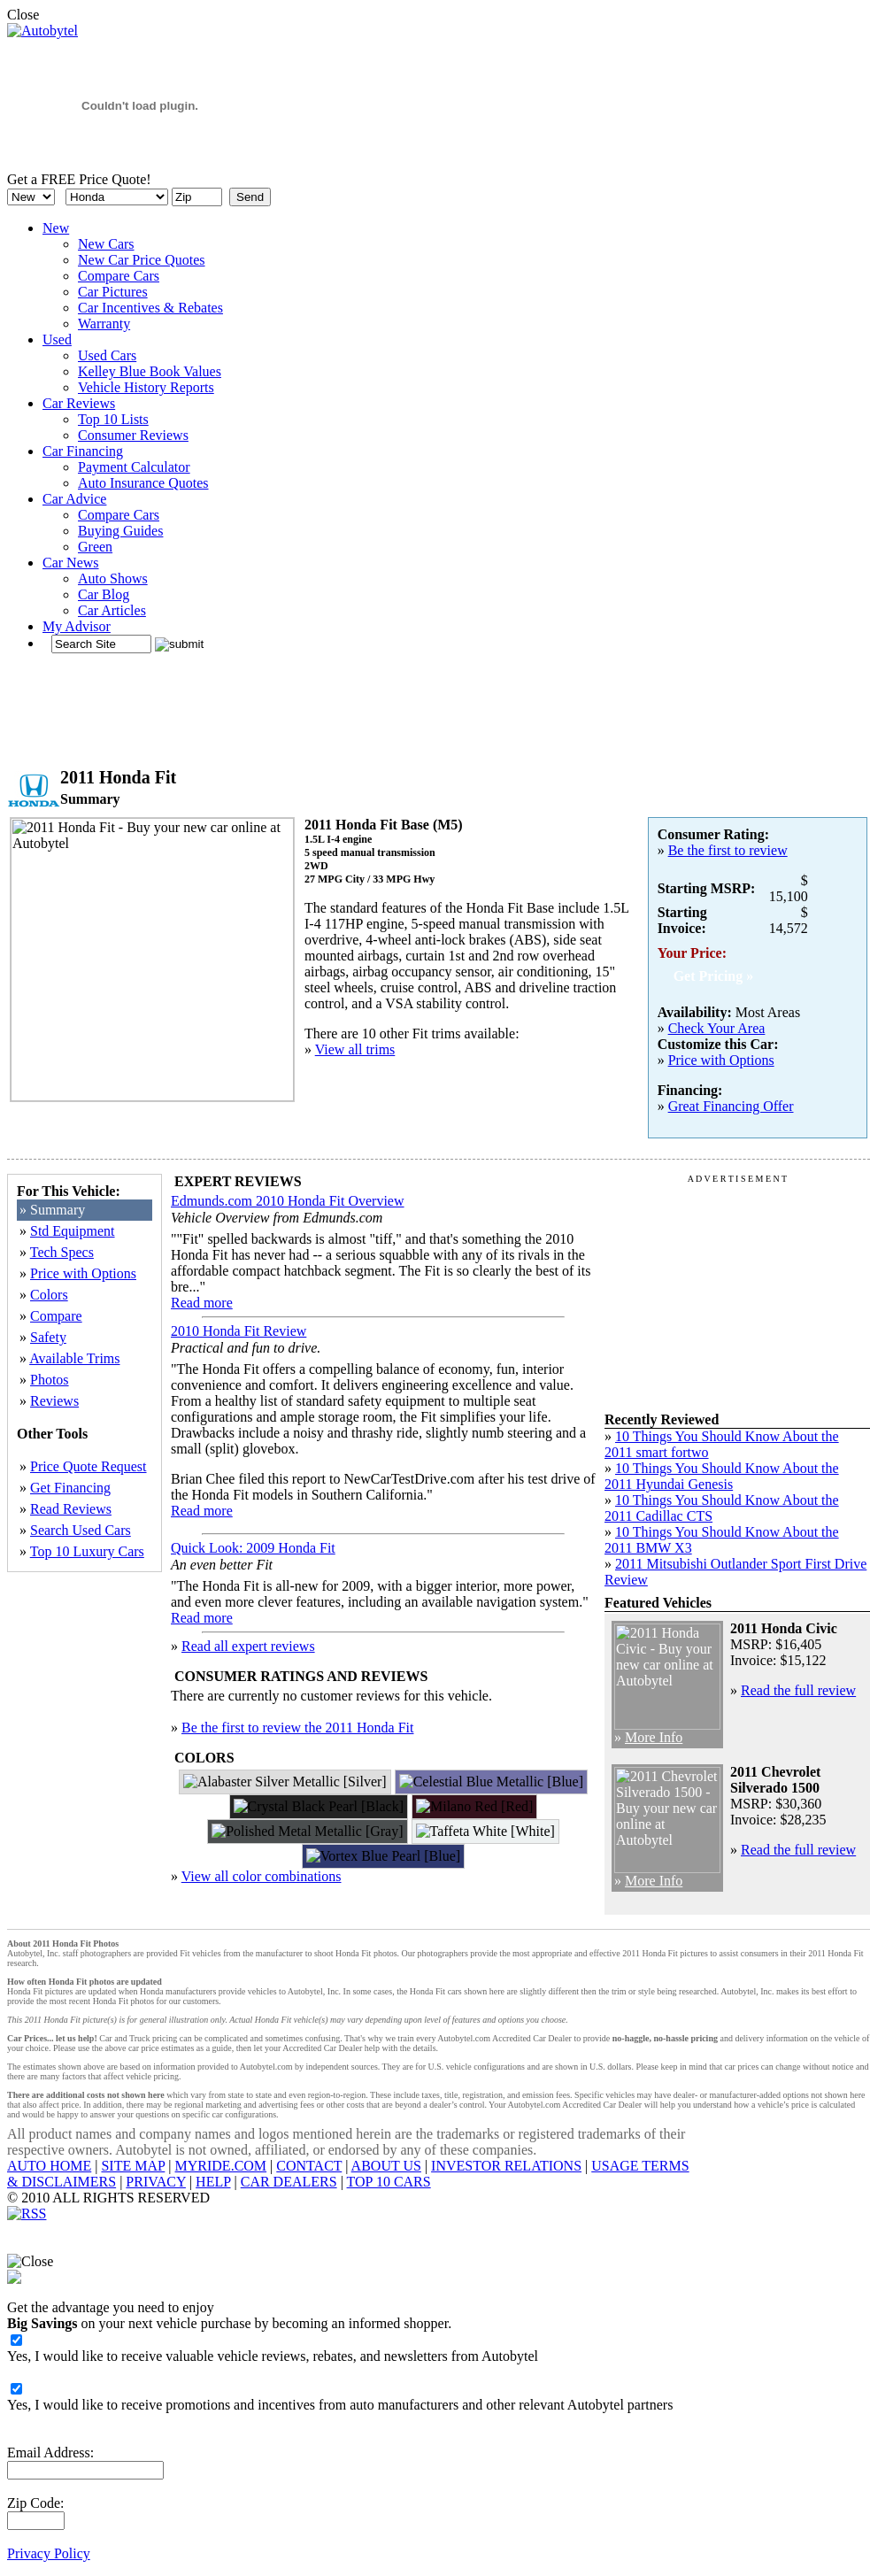 Close
Autobytel
Couldn't load plugin.
Get a FREE Price Quote!
New Honda Zip Send
New
New Cars
New Car Price Quotes
Compare Cars
Car Pictures
Car Incentives & Rebates
Warranty
Used
Used Cars
Kelley Blue Book Values
Vehicle History Reports
Car Reviews
Top 10 Lists
Consumer Reviews
Car Financing
Payment Calculator
Auto Insurance Quotes
Car Advice
Compare Cars
Buying Guides
Green
Car News
Auto Shows
Car Blog
Car Articles
My Advisor
Search Site submit
HONDA
2011 Honda Fit
Summary
2011 Honda Fit - Buy your new car online at
Autobytel
2011 Honda Fit Base (M5)
1.5L I-4 engine
5 speed manual transmission
2WD
27 MPG City / 33 MPG Hwy
The standard features of the Honda Fit Base include 1.5L
I-4 117HP engine, 5-speed manual transmission with
overdrive, 4-wheel anti-lock brakes (ABS), side seat
mounted airbags, curtain 1st and 2nd row overhead
airbags, airbag occupancy sensor, air conditioning, 15"
steel wheels, cruise control, ABS and driveline traction
control, and a VSA stability control.
There are 10 other Fit trims available:
» View all trims
Consumer Rating:
» Be the first to review
Starting MSRP: $ 15,100
Starting Invoice: $ 14,572
Your Price:
Get Pricing »
Availability: Most Areas
» Check Your Area
Customize this Car:
» Price with Options
Financing:
» Great Financing Offer
For This Vehicle:
» Summary
» Std Equipment
» Tech Specs
» Price with Options
» Colors
» Compare
» Safety
» Available Trims
» Photos
» Reviews
Other Tools
» Price Quote Request
» Get Financing
» Read Reviews
» Search Used Cars
» Top 10 Luxury Cars
EXPERT REVIEWS
Edmunds.com 2010 Honda Fit Overview
Vehicle Overview from Edmunds.com
""Fit" spelled backwards is almost "tiff," and that's something the 2010
Honda Fit has never had -- a serious squabble with any of its rivals in the
affordable compact hatchback segment. The Fit is so clearly the best of its
bre..."
Read more
2010 Honda Fit Review
Practical and fun to drive.
"The Honda Fit offers a compelling balance of economy, fun, interior
convenience and comfort. It delivers engineering excellence and value.
From a healthy list of standard safety equipment to multiple seating
configurations and ample storage room, the Fit simplifies your life.
Drawbacks include a noisy and thrashy ride, slightly numb steering and a
small (split) glovebox.
Brian Chee filed this report to NewCarTestDrive.com after his test drive of
the Honda Fit models in Southern California."
Read more
Quick Look: 2009 Honda Fit
An even better Fit
"The Honda Fit is all-new for 2009, with a bigger interior, more power,
and even more clever features, including an available navigation system."
Read more
» Read all expert reviews
CONSUMER RATINGS AND REVIEWS
There are currently no customer reviews for this vehicle.
» Be the first to review the 2011 Honda Fit
COLORS
Alabaster Silver Metallic [Silver] Celestial Blue Metallic [Blue]
Crystal Black Pearl [Black] Milano Red [Red]
Polished Metal Metallic [Gray] Taffeta White [White]
Vortex Blue Pearl [Blue]
» View all color combinations
ADVERTISEMENT
Recently Reviewed
» 10 Things You Should Know About the
2011 smart fortwo
» 10 Things You Should Know About the
2011 Hyundai Genesis
» 10 Things You Should Know About the
2011 Cadillac CTS
» 10 Things You Should Know About the
2011 BMW X3
» 2011 Mitsubishi Outlander Sport First Drive
Review
Featured Vehicles
2011 Honda
Civic - Buy your
new car online at
Autobytel
» More Info
2011 Honda Civic
MSRP: $16,405
Invoice: $15,122
» Read the full review
2011 Chevrolet
Silverado 1500 -
Buy your new car
online at
Autobytel
» More Info
2011 Chevrolet
Silverado 1500
MSRP: $30,360
Invoice: $28,235
» Read the full review
About 2011 Honda Fit Photos
Autobytel, Inc. staff photographers are provided Fit vehicles from the manufacturer to shoot Honda Fit photos. Our photographers provide the most appropriate and effective 2011 Honda Fit pictures to assist consumers in their 2011 Honda Fit
research.
How often Honda Fit photos are updated
Honda Fit pictures are updated when Honda manufacturers provide vehicles to Autobytel, Inc. In some cases, the Honda Fit cars shown here are slightly different then the trim or style being researched. Autobytel, Inc. makes its best effort to
provide the most recent Honda Fit photos for our customers.
This 2011 Honda Fit picture(s) is for general illustration only. Actual Honda Fit vehicle(s) may vary depending upon level of features and options you choose.
Car Prices... let us help! Car and Truck pricing can be complicated and sometimes confusing. That's why we train every Autobytel.com Accredited Car Dealer to provide no-haggle, no-hassle pricing and delivery information on the vehicle of
your choice. Please use the above car price estimates as a guide, then let your Accredited Car Dealer help with the details.
The estimates shown above are based on information provided to Autobytel.com by independent sources. They are for U.S. vehicle configurations and are shown in U.S. dollars. Please keep in mind that car prices can change without notice and
there are many factors that affect vehicle pricing.
There are additional costs not shown here which vary from state to state and even region-to-region. These include taxes, title, registration, and emission fees. Specific vehicles may have dealer- or manufacturer-added options not shown here
that also affect price. In addition, there may be regional marketing and advertising fees or other costs that are beyond a dealer's control. Your Autobytel.com Accredited Car Dealer will help you understand how a vehicle's price is calculated
and would be happy to answer your questions on specific car configurations.
All product names and company names and logos mentioned herein are the trademarks or registered trademarks of their
respective owners. Autobytel is not owned, affiliated, or endorsed by any of these companies.
AUTO HOME | SITE MAP | MYRIDE.COM | CONTACT | ABOUT US | INVESTOR RELATIONS | USAGE TERMS
& DISCLAIMERS | PRIVACY | HELP | CAR DEALERS | TOP 10 CARS
© 2010 ALL RIGHTS RESERVED
RSS
Close
Get the advantage you need to enjoy
Big Savings on your next vehicle purchase by becoming an informed shopper.
Yes, I would like to receive valuable vehicle reviews, rebates, and newsletters from Autobytel
Yes, I would like to receive promotions and incentives from auto manufacturers and other relevant Autobytel partners
Email Address:
Zip Code:
Privacy Policy